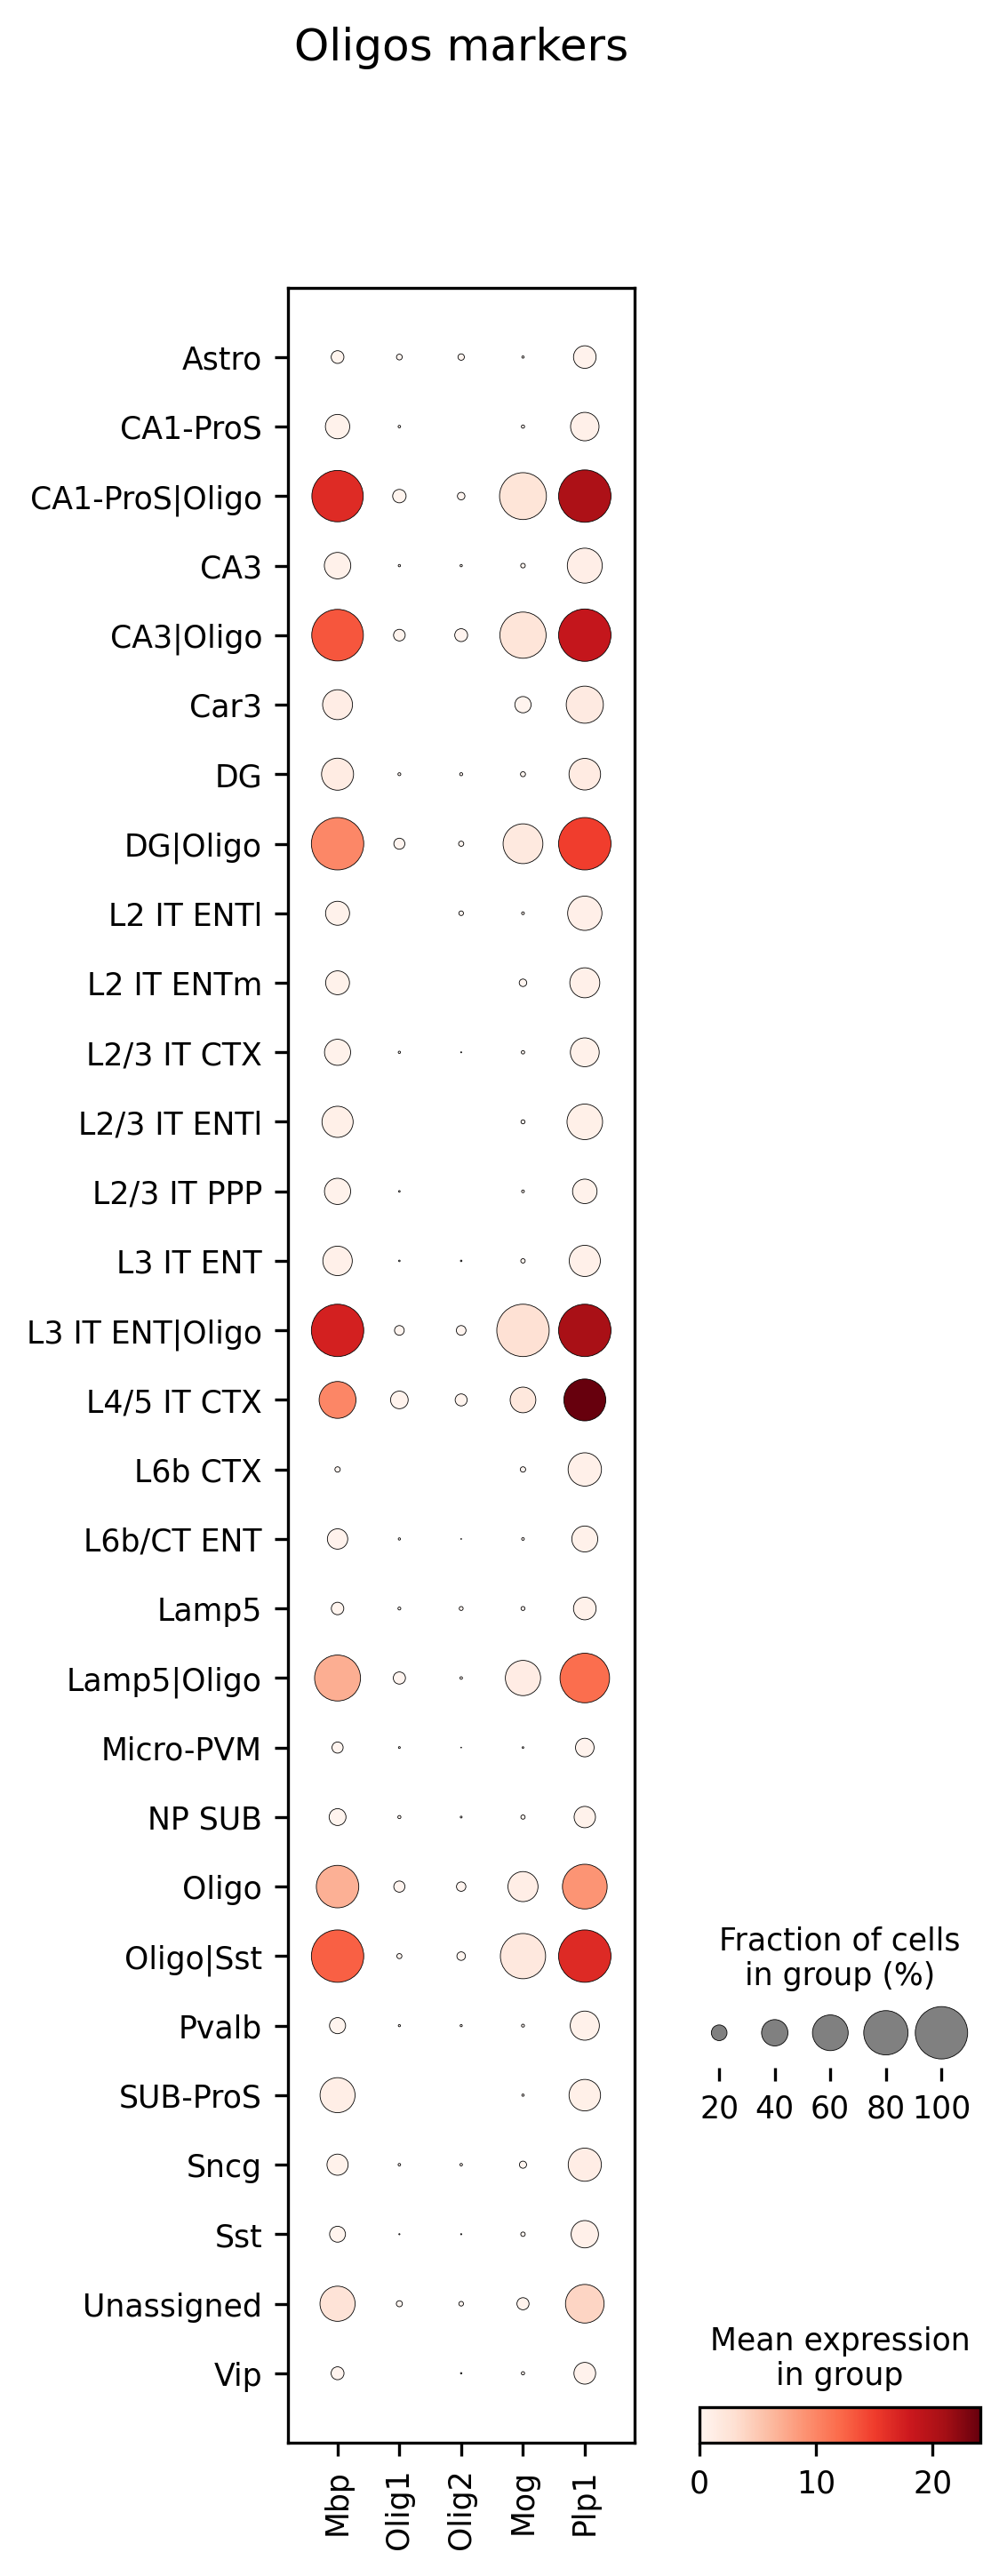 Oligos markers
Astro
CA1-ProS
CA1-ProS|Oligo
CA3
CA3|Oligo
Car3
DG
DG|Oligo
L2 IT ENTl
L2 IT ENTm
L2/3 IT CTX
L2/3 IT ENTl
L2/3 IT PPP
L3 IT ENT
L3 IT ENT|Oligo
L4/5 IT CTX
L6b CTX
L6b/CT ENT
Lamp5
Lamp5|Oligo
Micro-PVM
NP SUB
Oligo
Oligo|Sst
Pvalb
SUB-ProS
Sncg
Sst
Unassigned
Vip
Mbp
Olig1
Olig2
Mog
Plp1
Fraction of cells
in group (%)
20 40 60 80 100
Mean expression
in group
0 10 20